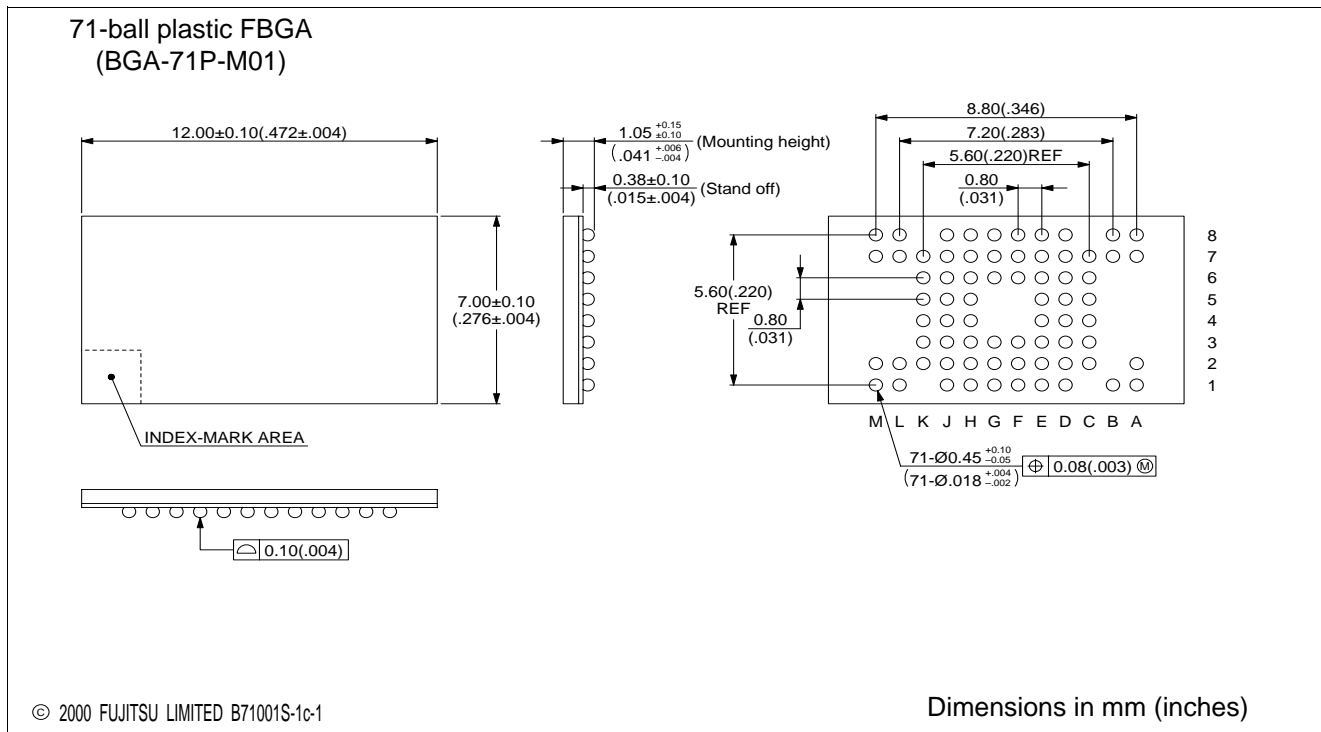 71-ball plastic FBGA
(BGA-71P-M01)
12.00±0.10(.472±.004)
7.00±0.10
(.276±.004)
INDEX-MARK AREA
0.10(.004)
1.05 +0.15 ±0.10
(.041 +.006 –.004)
(Mounting height)
0.38±0.10
(.015±.004)
(Stand off)
8.80(.346)
7.20(.283)
5.60(.220)REF
0.80
(.031)
5.60(.220)
REF
0.80
(.031)
8
7
6
5
4
3
2
1
M L K J H G F E D C B A
71-Ø0.45 +0.10 –0.05
(71-Ø.018 +.004 –.002)
⌖ 0.08(.003) Ⓜ
© 2000 FUJITSU LIMITED B71001S-1c-1
Dimensions in mm (inches)